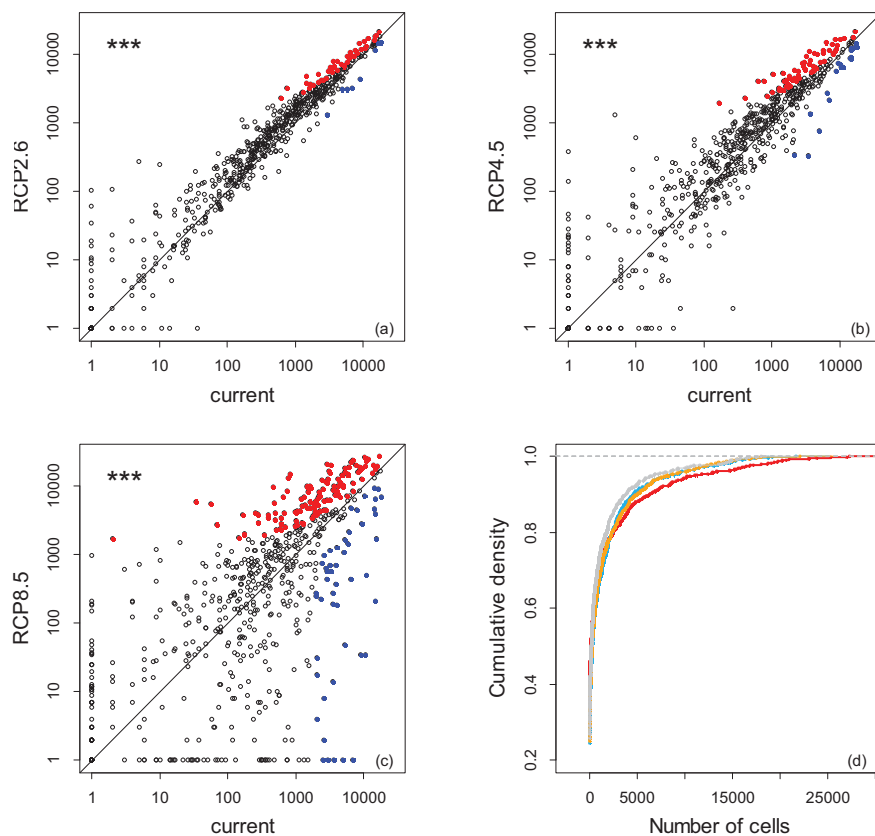 ***
RCP2.6
1 10 100 1000 10000
1 10 100 1000 10000
current
(a)
***
RCP4.5
1 10 100 1000 10000
1 10 100 1000 10000
current
(b)
***
RCP8.5
1 10 100 1000 10000
1 10 100 1000 10000
current
(c)
Cumulative density
0.2 0.4 0.6 0.8 1.0
0 5000 15000 25000
Number of cells
(d)